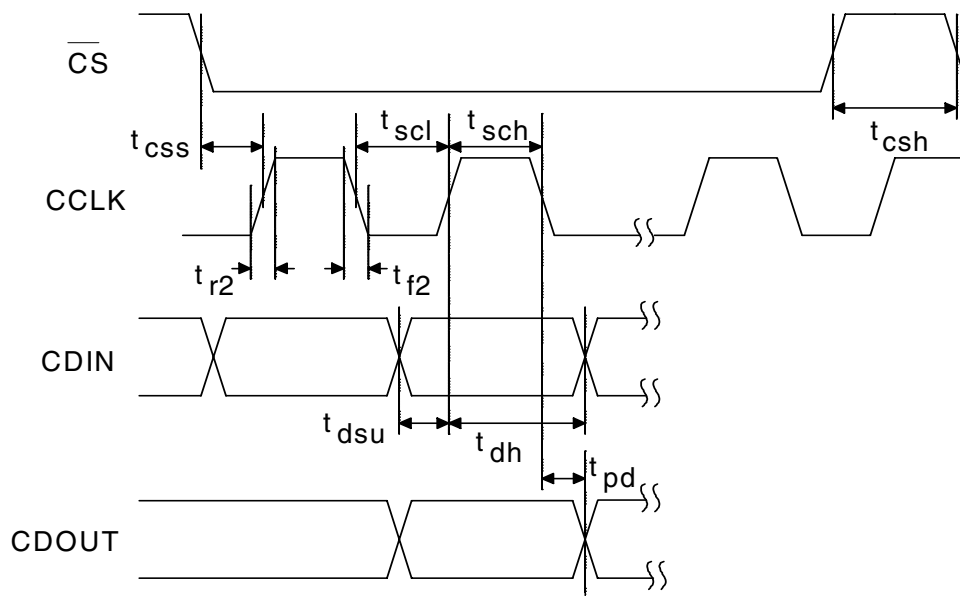 CS
t scl
t sch
t css
t csh
CCLK
t r2
t f2
CDIN
t dsu
t dh
t pd
CDOUT